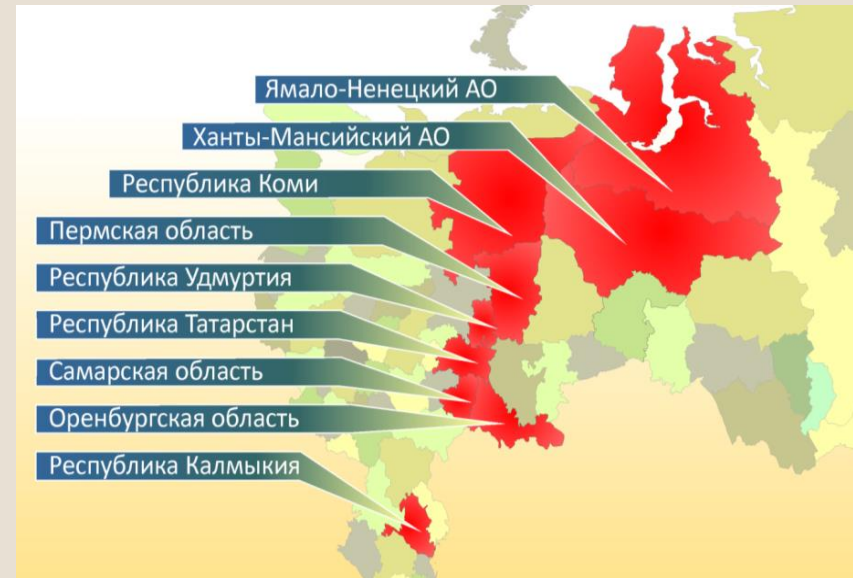 Ямало-Ненецкий АО
Ханты-Мансийский АО
Республика Коми
Пермская область
Республика Удмуртия
Республика Татарстан
Самарская область
Оренбургская область
Республика Калмыкия